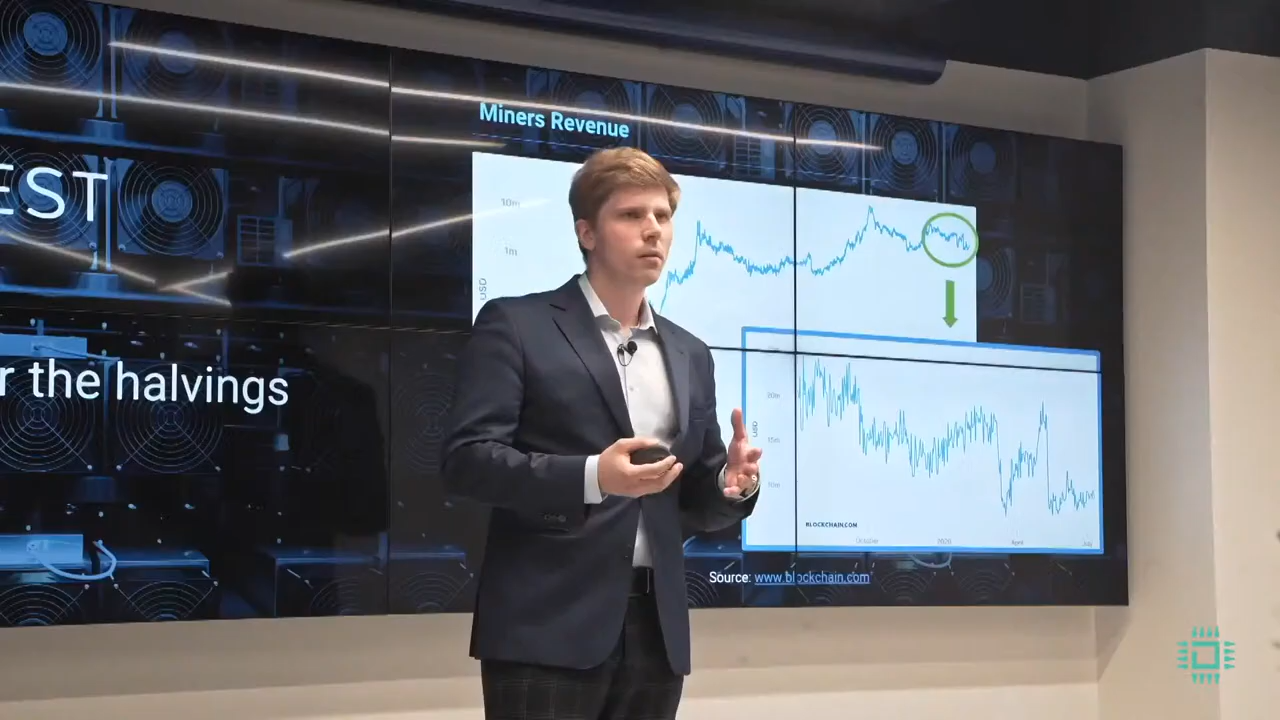 EST
r the halvings
Miners Revenue
10m
1m
USD
20m
USD
15m
10m
BLOCKCHAIN.COM
October
2020
April
July
Source: www.blockchain.com